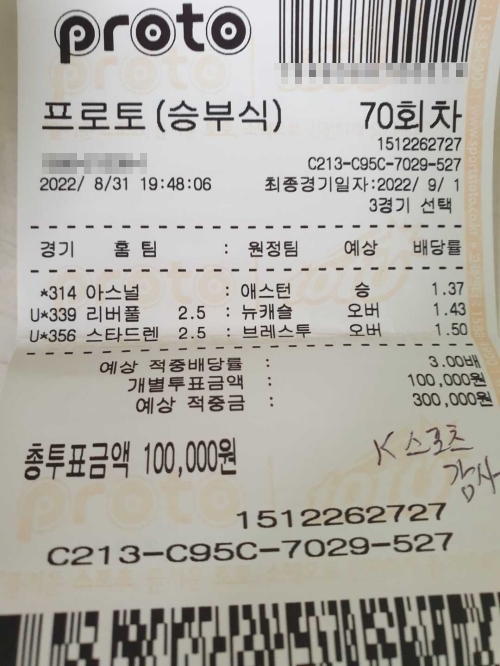 proto
프로토 (승부식) 70회차
1512262727
C213-C95C-7029-527
2022/ 8/31 19:48:06 최종경기일자:2022/ 9/ 1
3경기 선택
경기 홈 팀 : 원정팀 예상 배당률
*314 아스널 : 애스턴 승 1.37
U*339 리버풀 2.5 : 뉴캐슬 오버 1.43
U*356 스타드렌 2.5 : 브레스투 오버 1.50
예상 적중배당률 : 3.00배
개별투표금액 : 100,000원
예상 적중금 : 300,000원
총투표금액 100,000원
K 스포츠
감사
1512262727
C213-C95C-7029-527